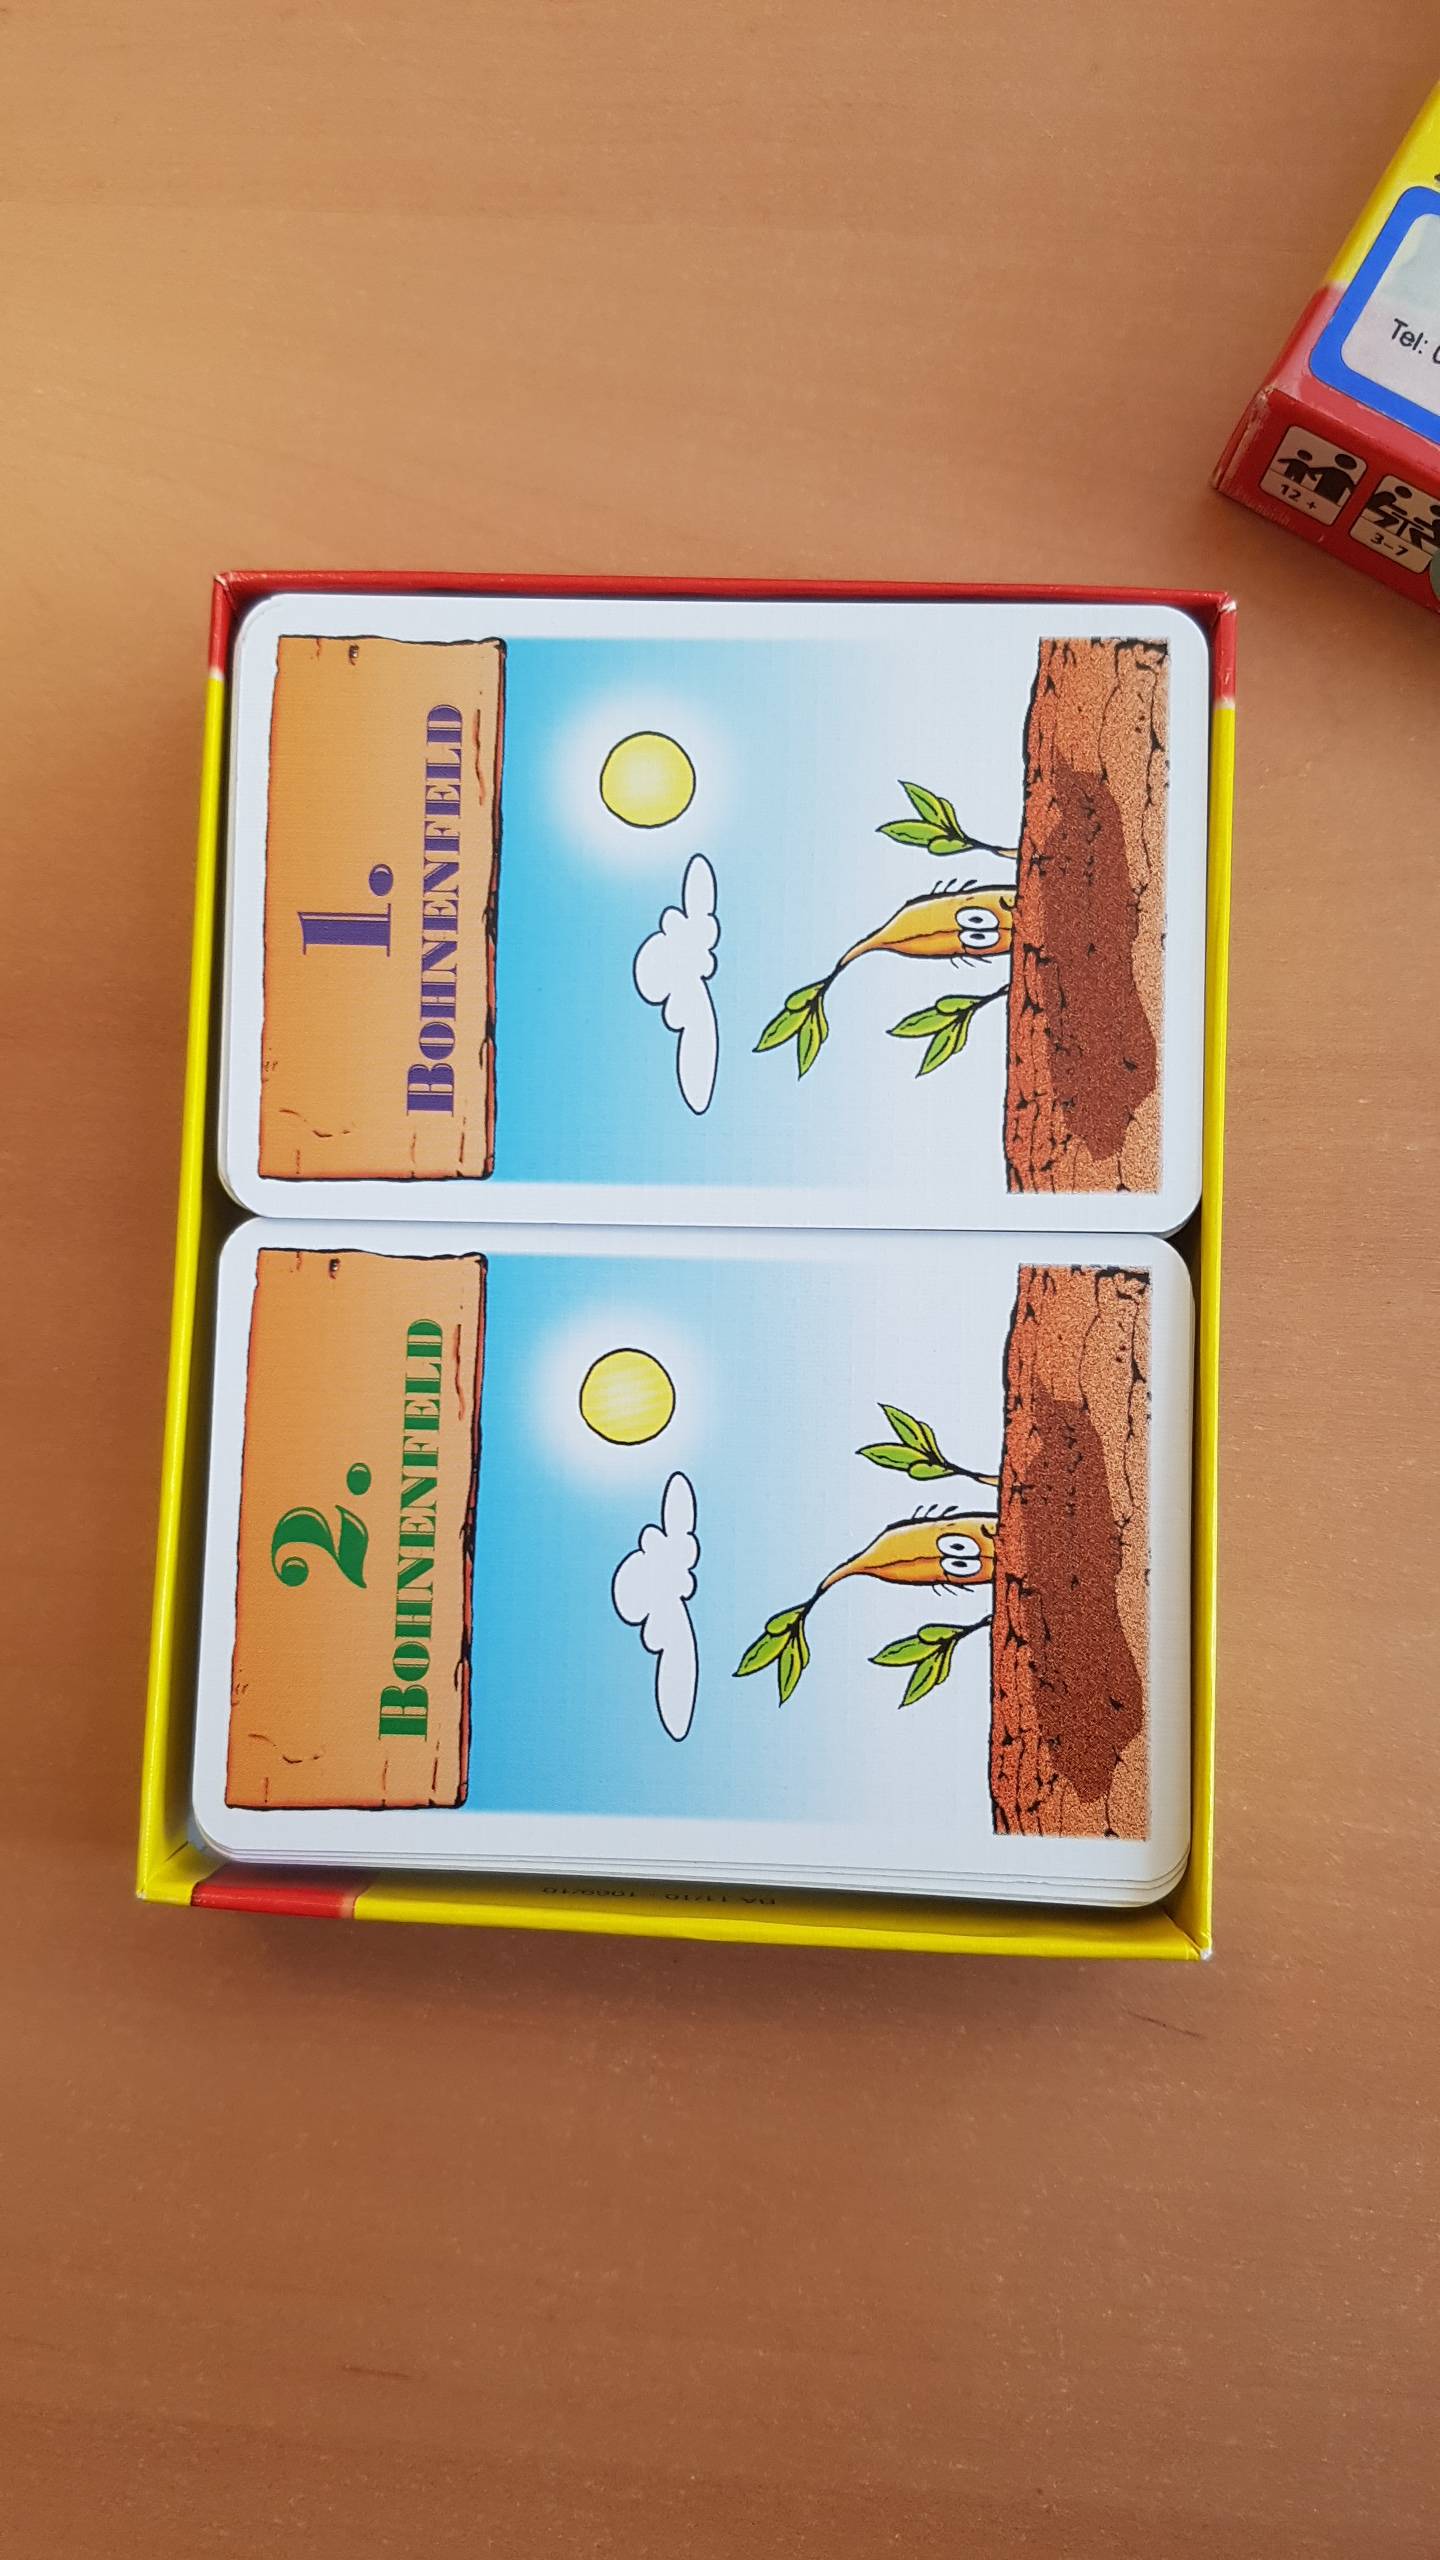 1.
BOHNENFELD
2.
BOHNENFELD
Tel:
12 +
3-7